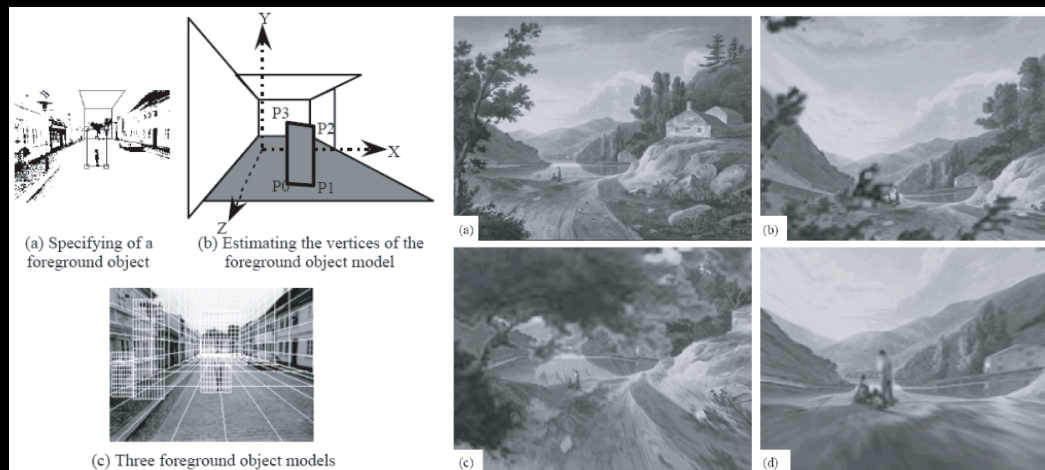 Y
P3
P2
X
P0
P1
Z
(a) Specifying of a
foreground object
(b) Estimating the vertices of the
foreground object model
(c) Three foreground object models
(a)
(b)
(c)
(d)